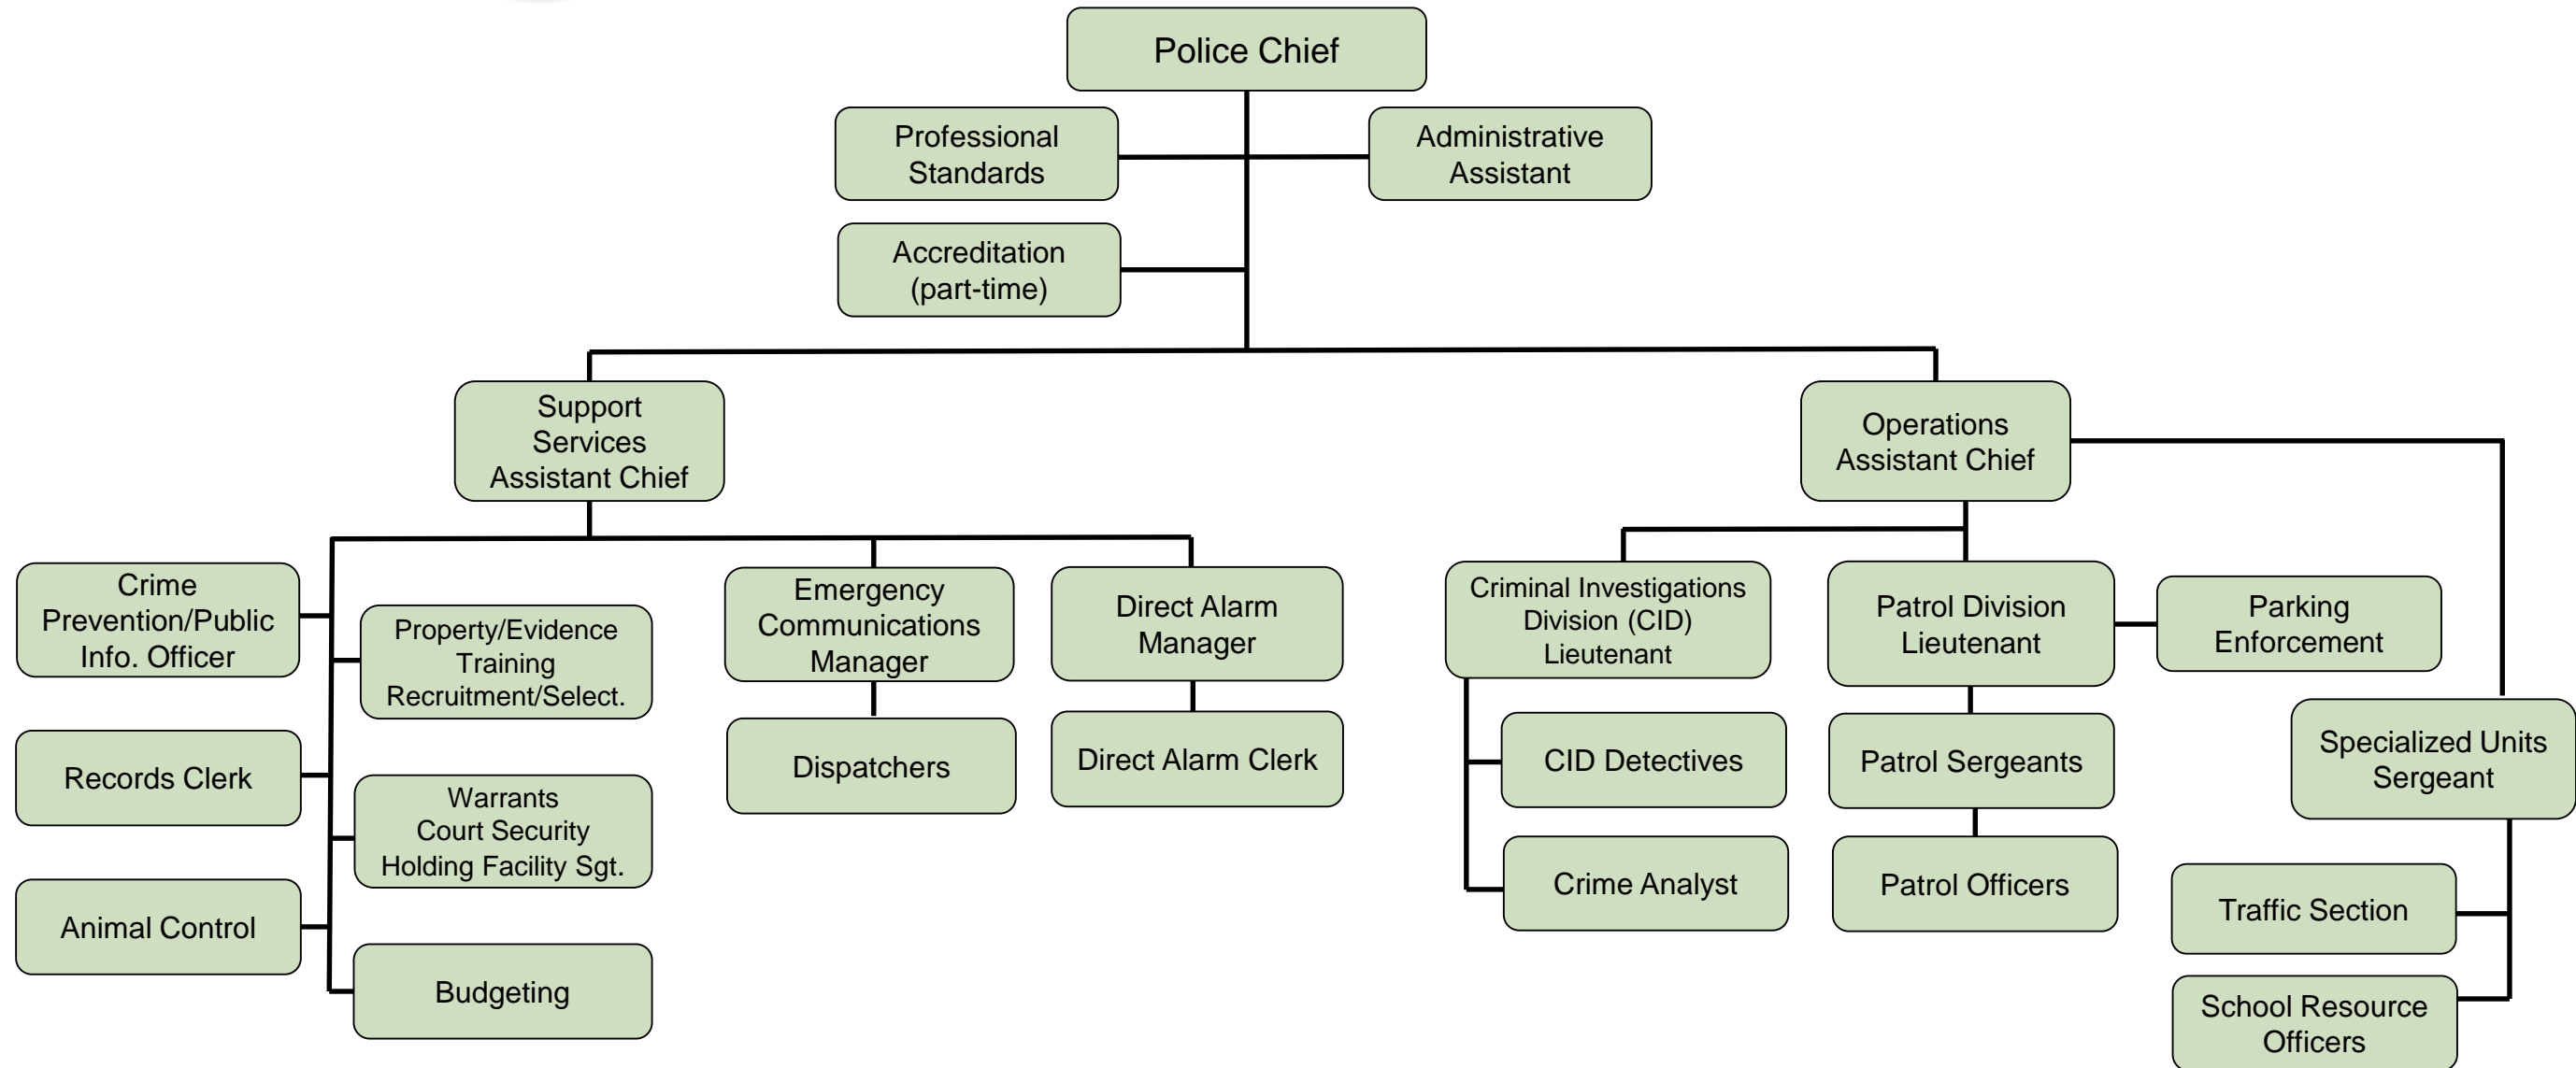 Police Chief
Professional
Standards
Administrative
Assistant
Accreditation
(part-time)
Support
Services
Assistant Chief
Operations
Assistant Chief
Crime
Prevention/Public
Info. Officer
Property/Evidence
Training
Recruitment/Select.
Records Clerk
Warrants
Court Security
Holding Facility Sgt.
Animal Control
Budgeting
Emergency
Communications
Manager
Dispatchers
Direct Alarm
Manager
Direct Alarm Clerk
Criminal Investigations
Division (CID)
Lieutenant
CID Detectives
Crime Analyst
Patrol Division
Lieutenant
Patrol Sergeants
Patrol Officers
Parking
Enforcement
Specialized Units
Sergeant
Traffic Section
School Resource
Officers